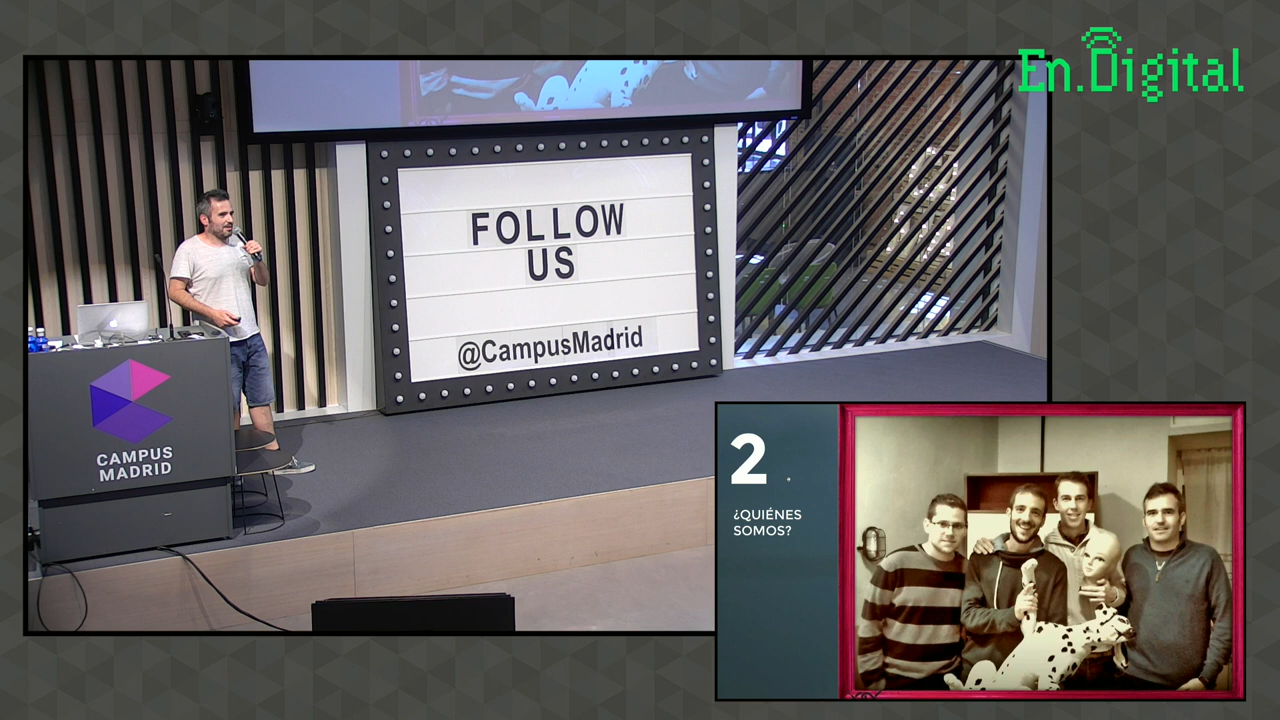 En.Digital
FOLLOW
US
@CampusMadrid
CAMPUS
MADRID
2
¿QUIÉNES
SOMOS?